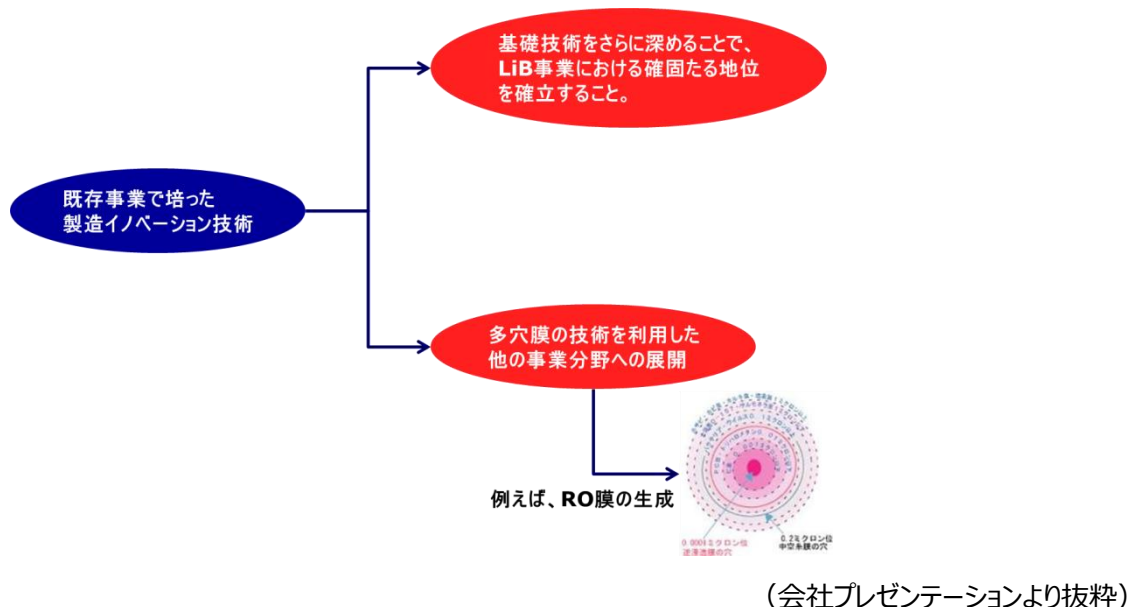 基礎技術をさらに深めることで、
LiB事業における確固たる地位
を確立すること。
既存事業で培った
製造イノベーション技術
多穴膜の技術を利用した
他の事業分野への展開
例えば、RO膜の生成
0.0001ミクロン位
逆浸透膜の穴
0.2ミクロン位
中空糸膜の穴
（会社プレゼンテーションより抜粋）